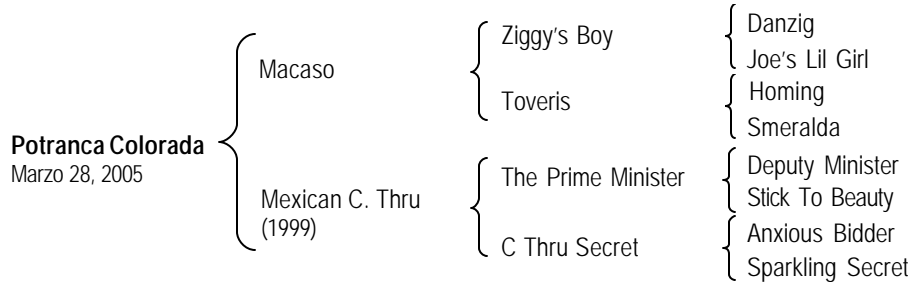 Potranca Colorada
Marzo 28, 2005
Macaso
Mexican C. Thru
(1999)
Ziggy's Boy
Toveris
The Prime Minister
C Thru Secret
Danzig
Joe's Lil Girl
Homing
Smeralda
Deputy Minister
Stick To Beauty
Anxious Bidder
Sparkling Secret